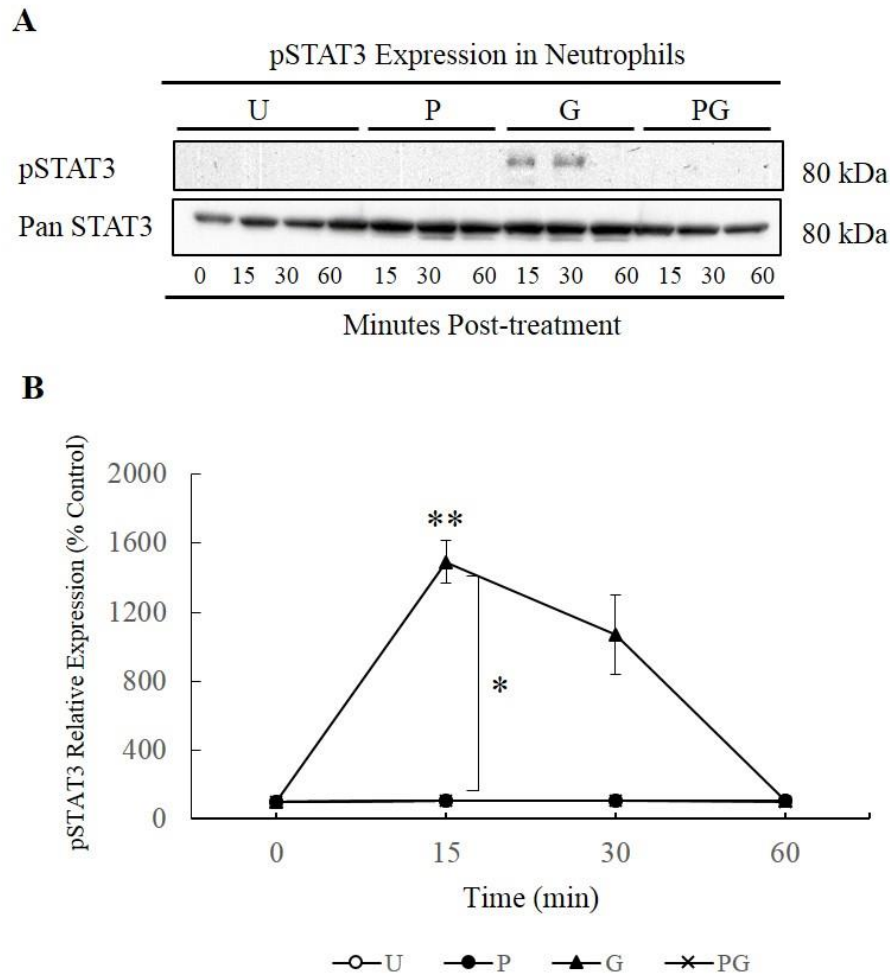 A
pSTAT3 Expression in Neutrophils
U P G PG
pSTAT3 80 kDa
Pan STAT3 80 kDa
0 15 30 60 15 30 60 15 30 60 15 30 60
Minutes Post-treatment
B
pSTAT3 Relative Expression (% Control)
2000
1600
1200
800
400
0
**
*
0 15 30 60
Time (min)
U P G PG